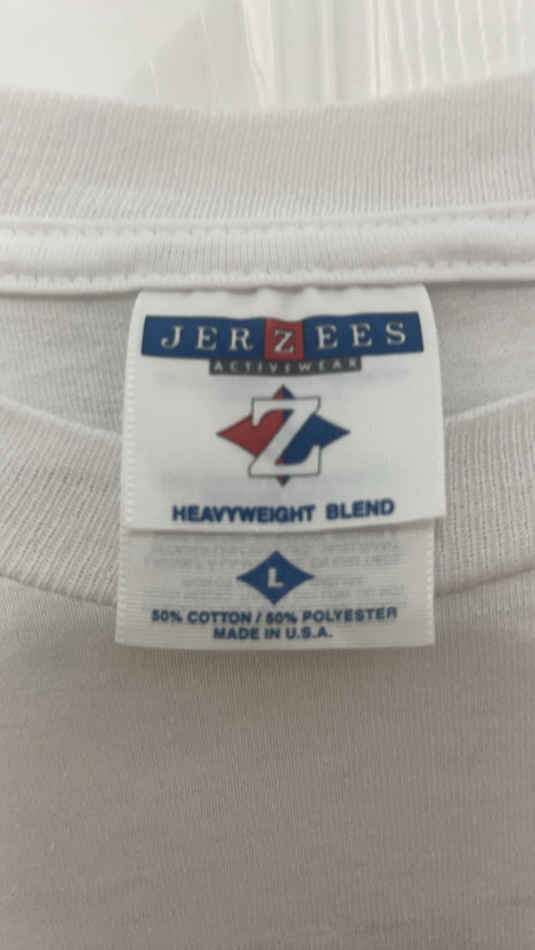 JERZEES
ACTIVEWEAR
Z
HEAVYWEIGHT BLEND
L
50% COTTON / 50% POLYESTER
MADE IN U.S.A.